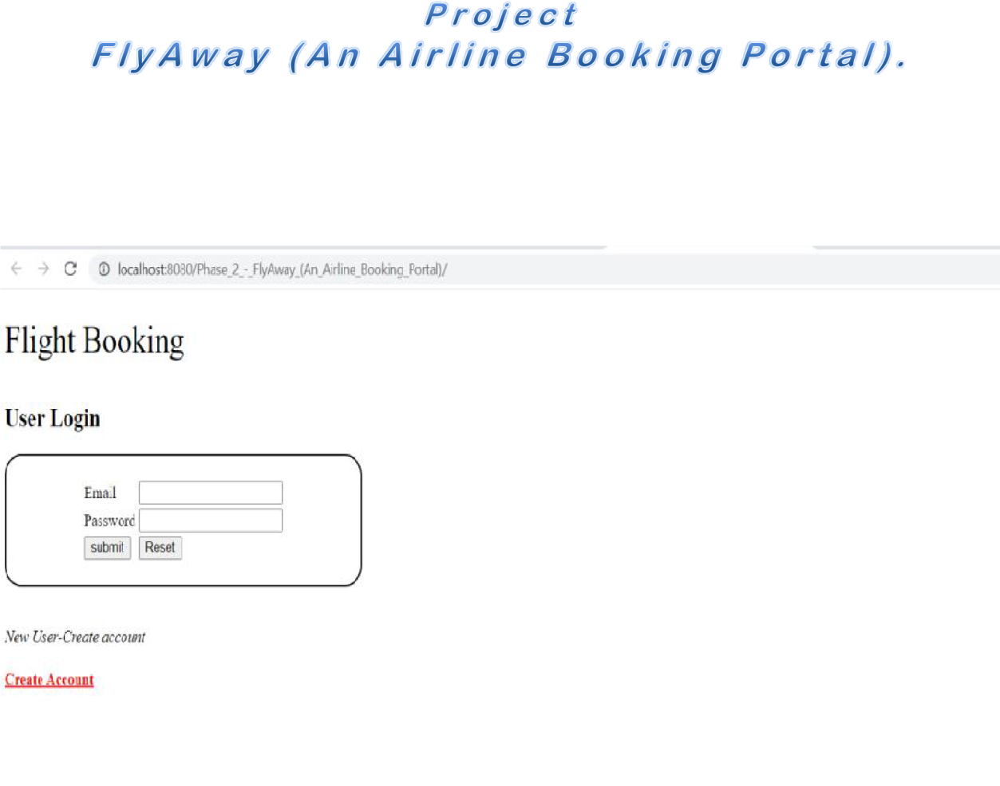 Project
FlyAway (An Airline Booking Portal).
localhost:8080/Phase_2_-_FlyAway_(An_Airline_Booking_Portal)/
Flight Booking
User Login
Email
Password
submit Reset
New User-Create account
Create Account